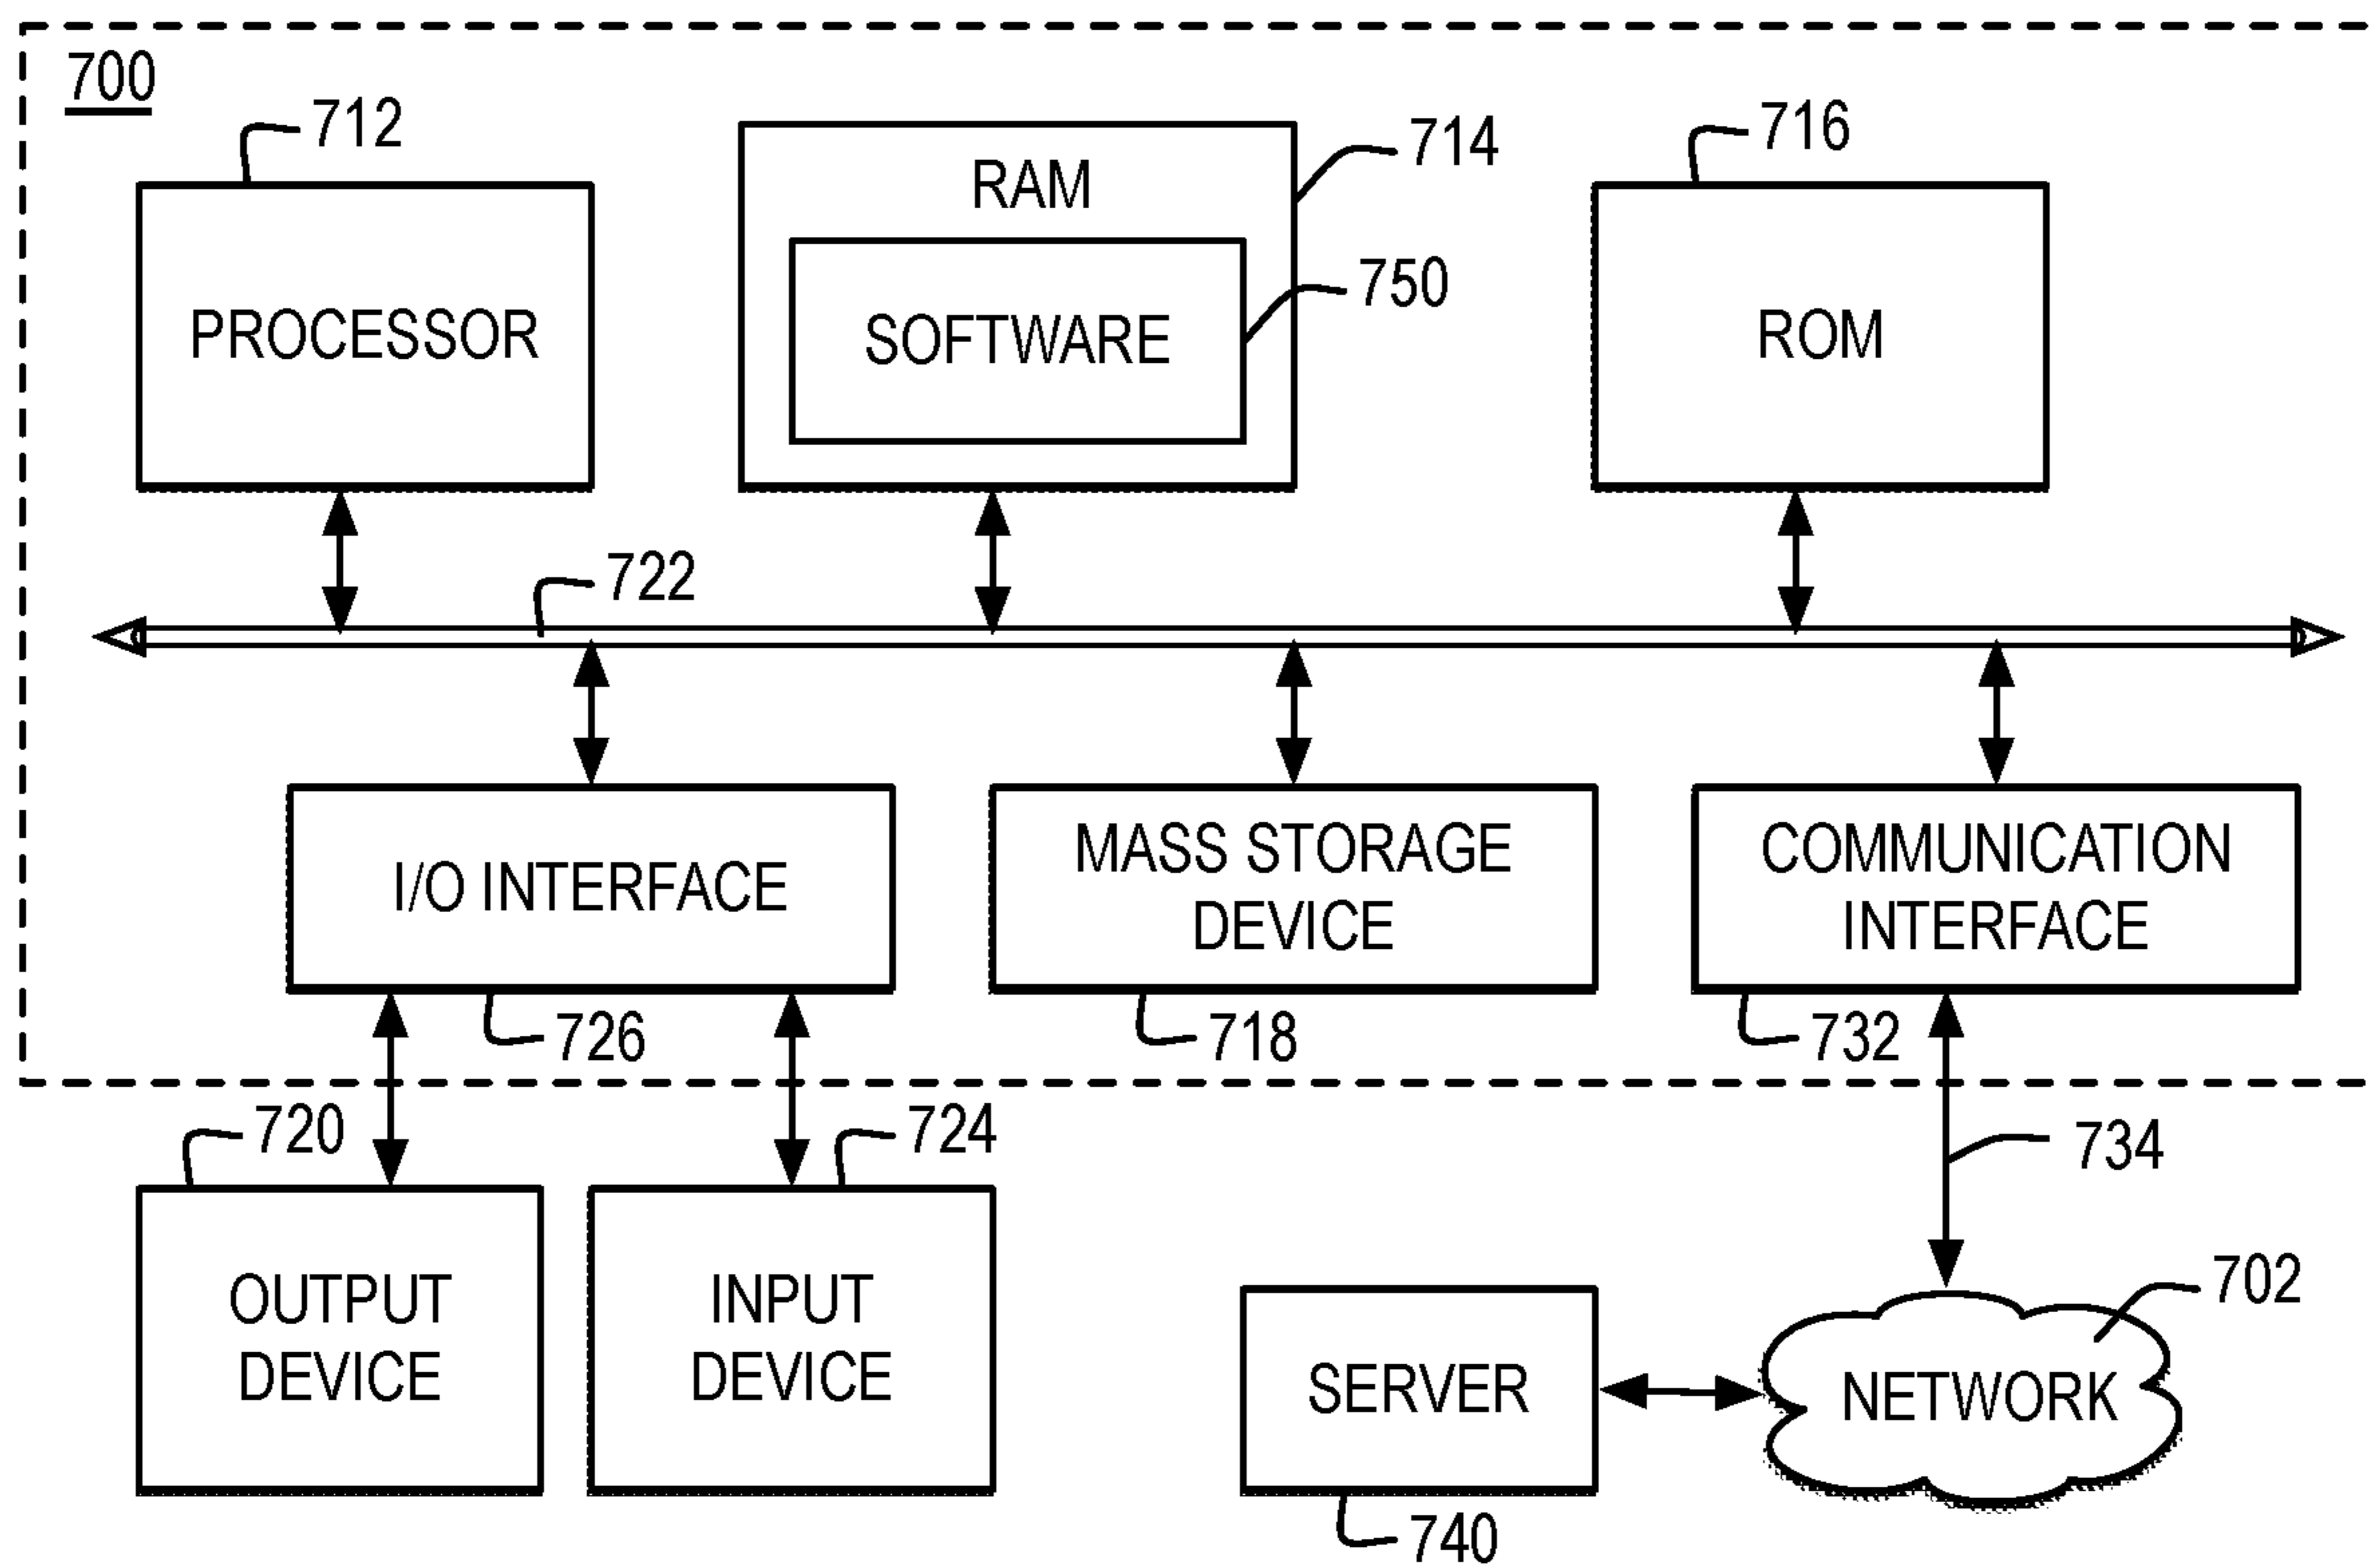 700
712
714
716
RAM
PROCESSOR
SOFTWARE
750
ROM
722
I/O INTERFACE
MASS STORAGE
DEVICE
COMMUNICATION
INTERFACE
726
718
732
720
724
734
OUTPUT
DEVICE
INPUT
DEVICE
702
SERVER
NETWORK
740